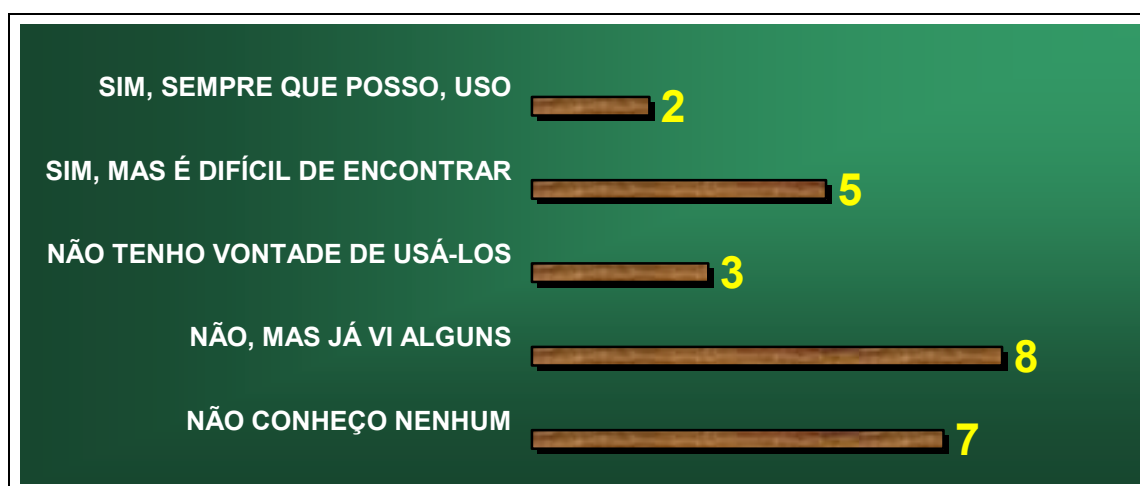 SIM, SEMPRE QUE POSSO, USO 2
SIM, MAS É DIFÍCIL DE ENCONTRAR 5
NÃO TENHO VONTADE DE USÁ-LOS 3
NÃO, MAS JÁ VI ALGUNS 8
NÃO CONHEÇO NENHUM 7